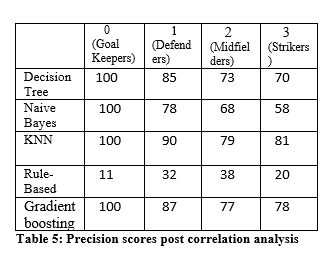 0 1 2 3
(Goal (Defend (Midfiel (Strikers
Keepers) ers) ders) )
Decision 100 85 73 70
Tree
Naive 100 78 68 58
Bayes
KNN 100 90 79 81
Rule- 11 32 38 20
Based
Gradient 100 87 77 78
boosting
Table 5: Precision scores post correlation analysis